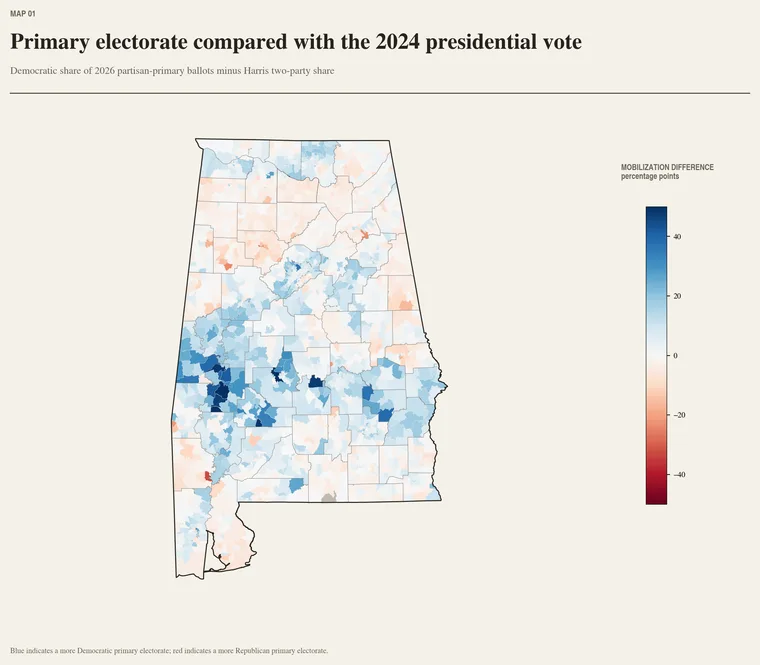 MAP 01
Primary electorate compared with the 2024 presidential vote
Democratic share of 2026 partisan-primary ballots minus Harris two-party share
MOBILIZATION DIFFERENCE
percentage points
40
20
0
−20
−40
Blue indicates a more Democratic primary electorate; red indicates a more Republican primary electorate.